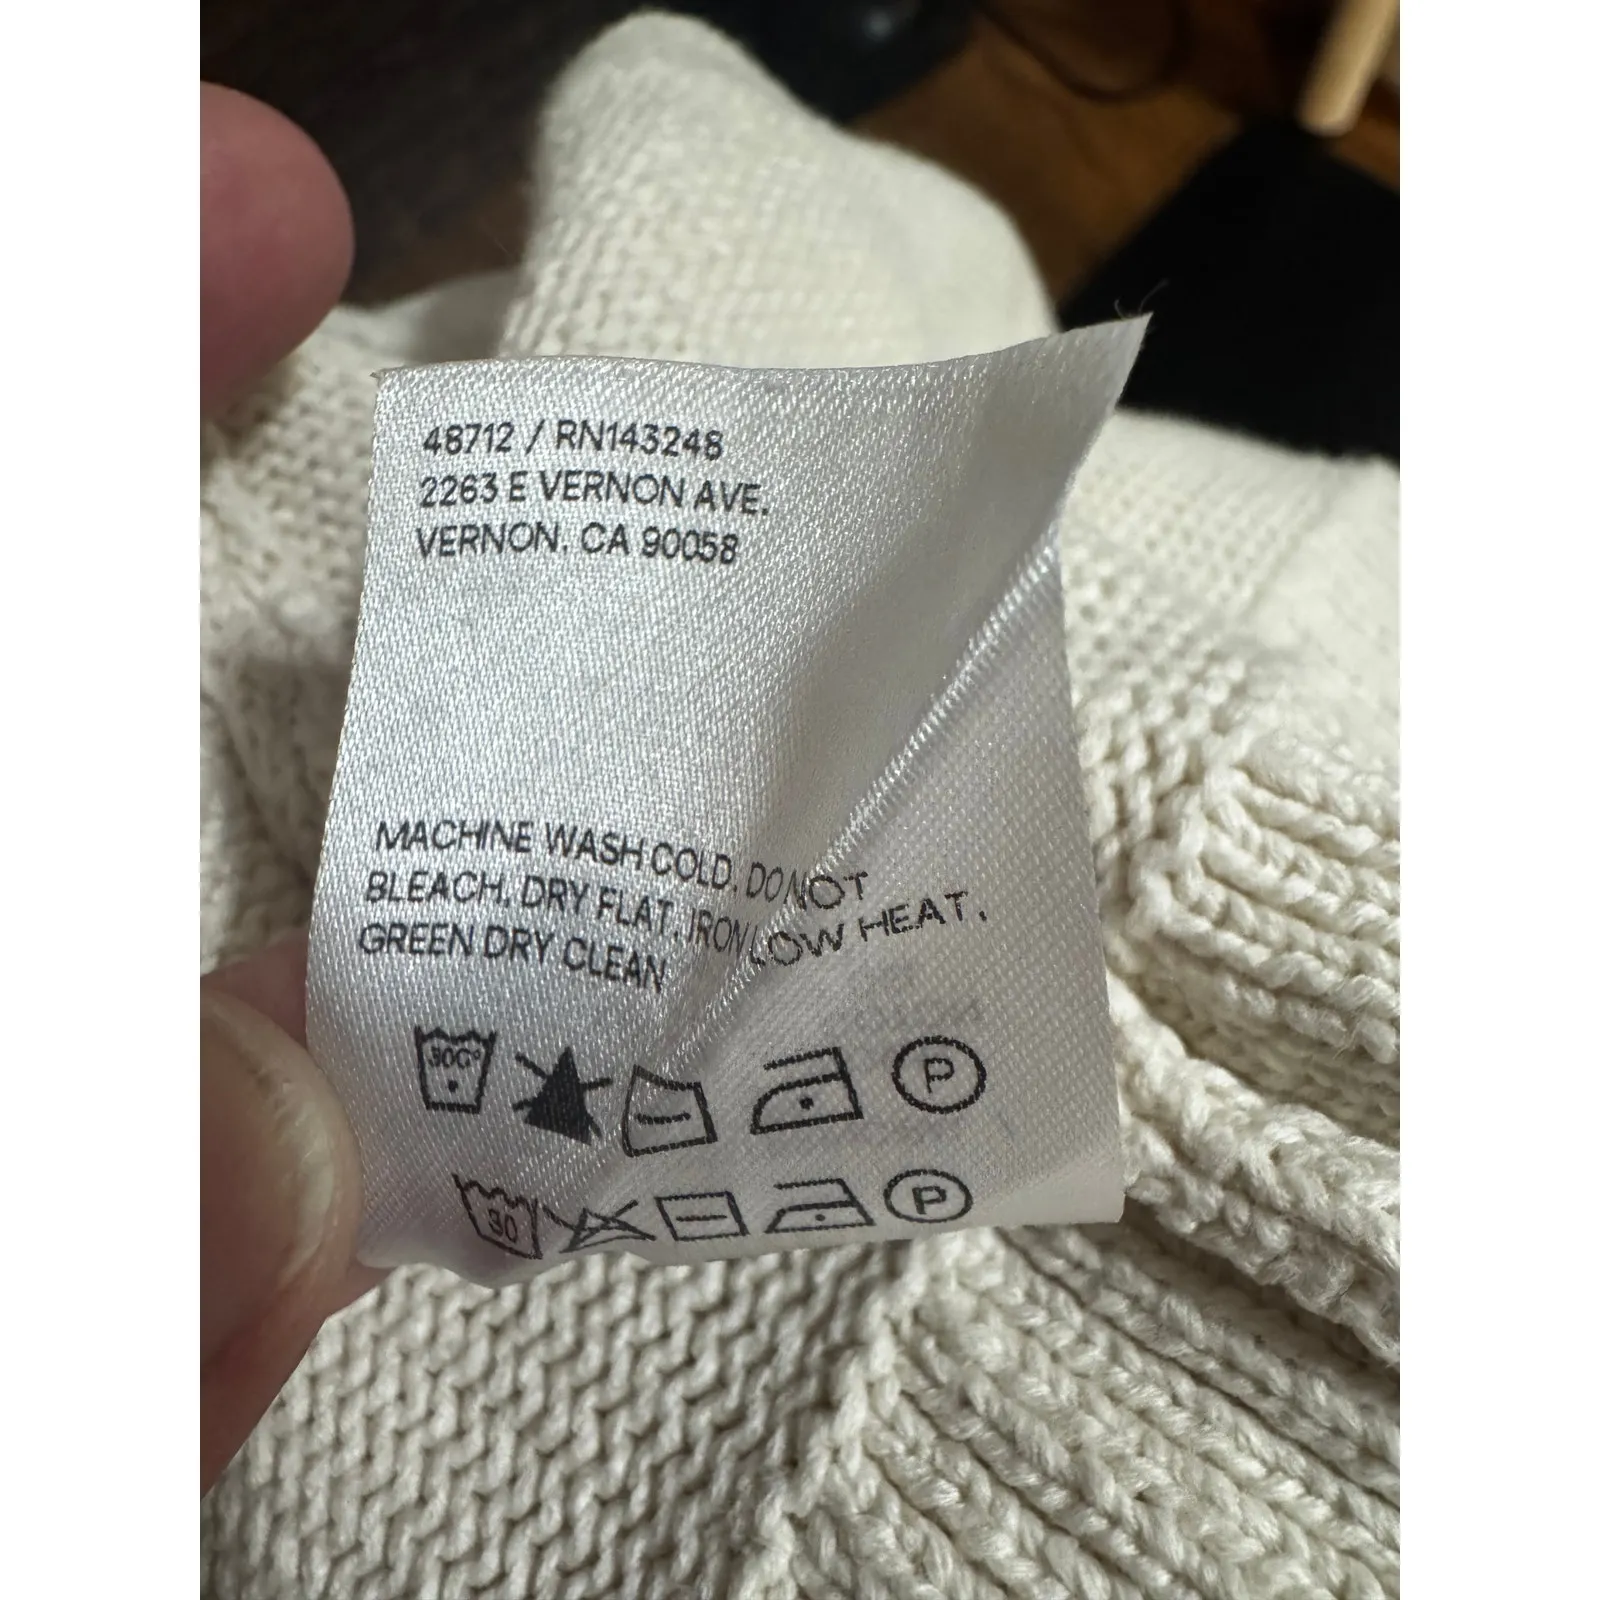 48712 / RN143248
2263 E VERNON AVE.
VERNON, CA 90058
MACHINE WASH COLD. DO NOT
BLEACH. DRY FLAT. IRON LOW HEAT.
GREEN DRY CLEAN
30C° P
30 P